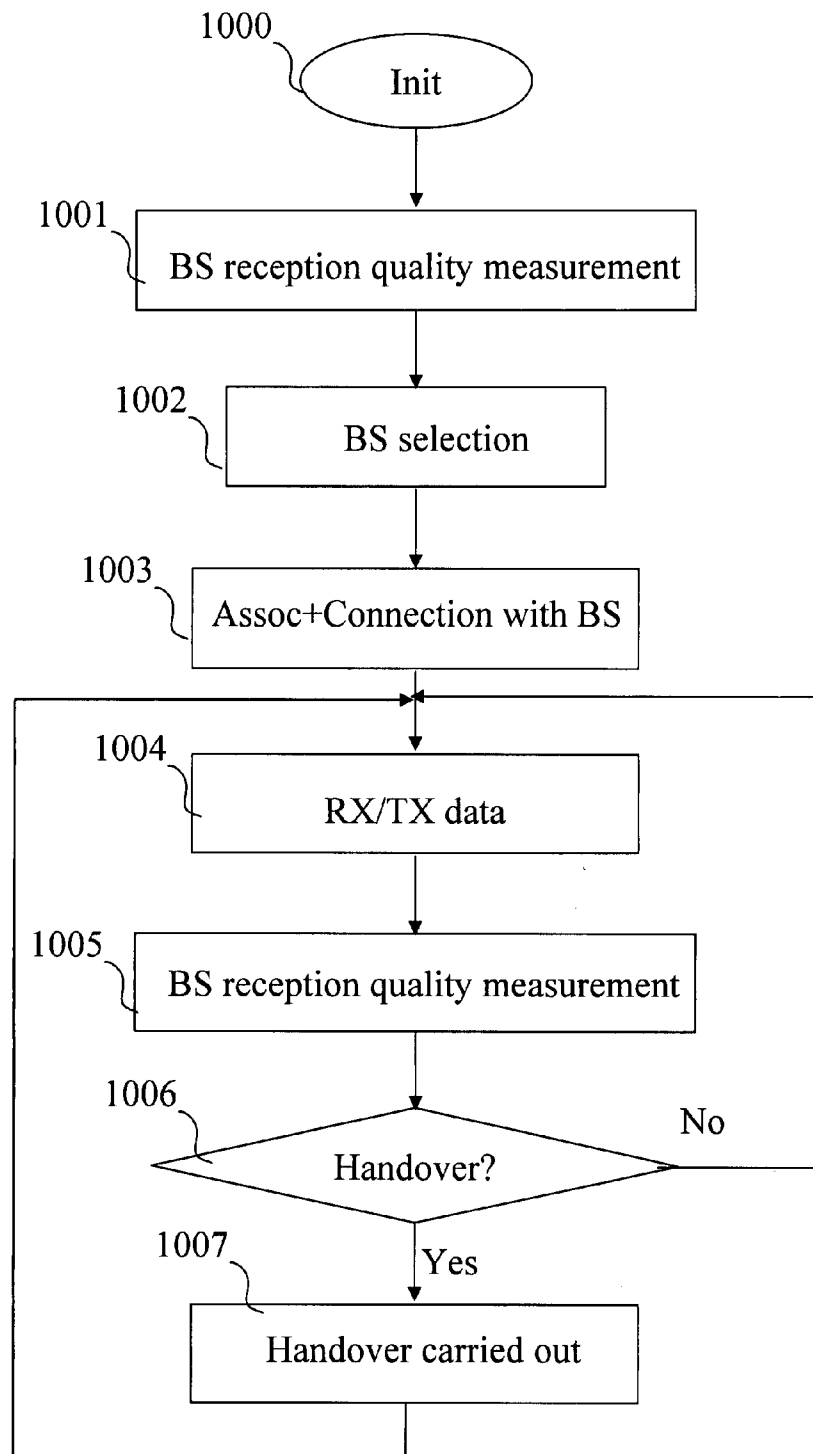 1000
Init
1001
BS reception quality measurement
1002
BS selection
1003
Assoc+Connection with BS
1004
RX/TX data
1005
BS reception quality measurement
1006
No
Handover?
1007
Yes
Handover carried out